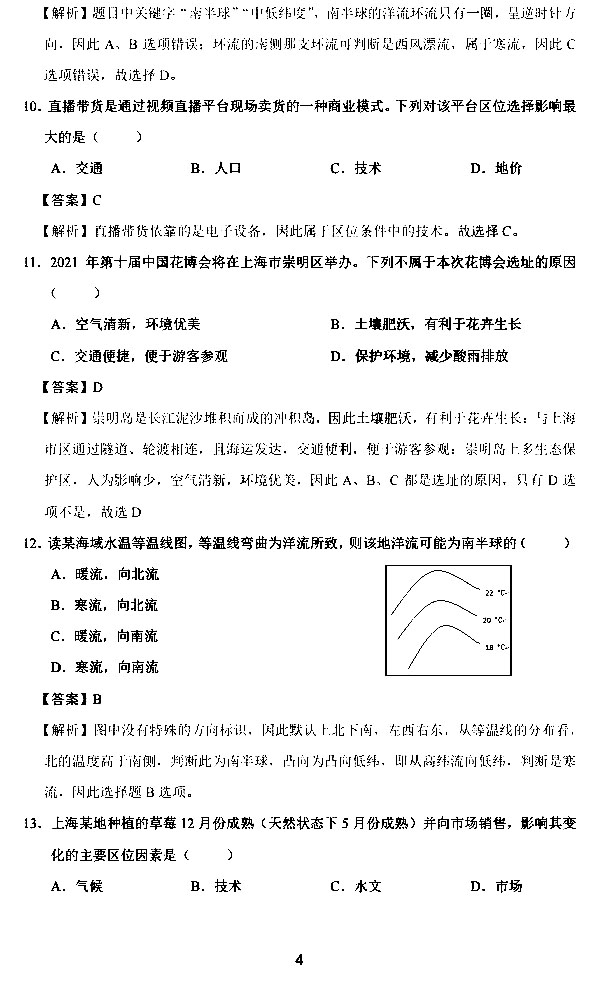 【解析】题目中关键字“南半球”“中低纬度”，南半球的洋流环流只有一圈，呈逆时针方
向，因此 A、B 选项错误；环流的南侧那支环流可判断是西风漂流，属于寒流，因此 C
选项错误，故选择 D。
10．直播带货是通过视频直播平台现场卖货的一种商业模式。下列对该平台区位选择影响最
大的是（　　）
A．交通　B．人口　C．技术　D．地价
【答案】C
【解析】直播带货依靠的是电子设备，因此属于区位条件中的技术。故选择 C。
11．2021 年第十届中国花博会将在上海市崇明区举办。下列不属于本次花博会选址的原因
（　　）
A．空气清新，环境优美　B．土壤肥沃，有利于花卉生长
C．交通便捷，便于游客参观　D．保护环境，减少酸雨排放
【答案】D
【解析】崇明岛是长江泥沙堆积而成的冲积岛，因此土壤肥沃，有利于花卉生长；与上海
市区通过隧道、轮渡相连，且海运发达，交通便利，便于游客参观；崇明岛上多生态保
护区，人为影响少，空气清新，环境优美，因此 A、B、C 都是选址的原因，只有 D 选
项不是，故选 D
12．读某海域水温等温线图，等温线弯曲为洋流所致，则该地洋流可能为南半球的（　　）
A．暖流，向北流
B．寒流，向北流
C．暖流，向南流
D．寒流，向南流
22 °C
20 °C
18 °C
【答案】B
【解析】图中没有特殊的方向标识，因此默认上北下南，左西右东，从等温线的分布看，
北的温度高于南侧，判断此为南半球，凸向为凸向低纬，即从高纬流向低纬，判断是寒
流，因此选择题 B 选项。
13．上海某地种植的草莓 12 月份成熟（天然状态下 5 月份成熟）并向市场销售，影响其变
化的主要区位因素是（　　）
A．气候　B．技术　C．水文　D．市场
4